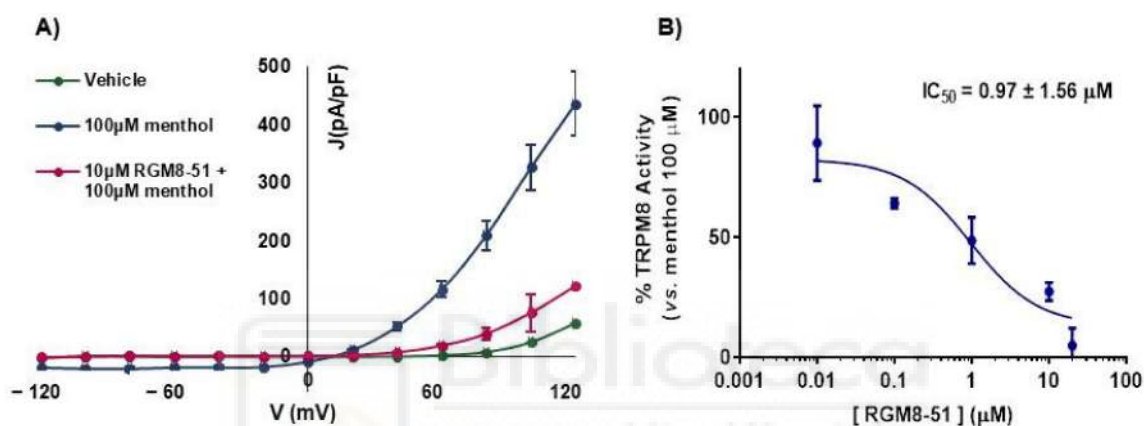 A)
Vehicle
100µM menthol
10µM RGM8-51 +
100µM menthol
J(pA/pF)
500
400
300
200
100
0
– 120
– 60
0
60
120
V (mV)
B)
IC50 = 0.97 ± 1.56 µM
% TRPM8 Activity
(vs. menthol 100 µM)
100
50
0
0.001
0.01
0.1
1
10
100
[ RGM8-51 ] (µM)
Biblioteca